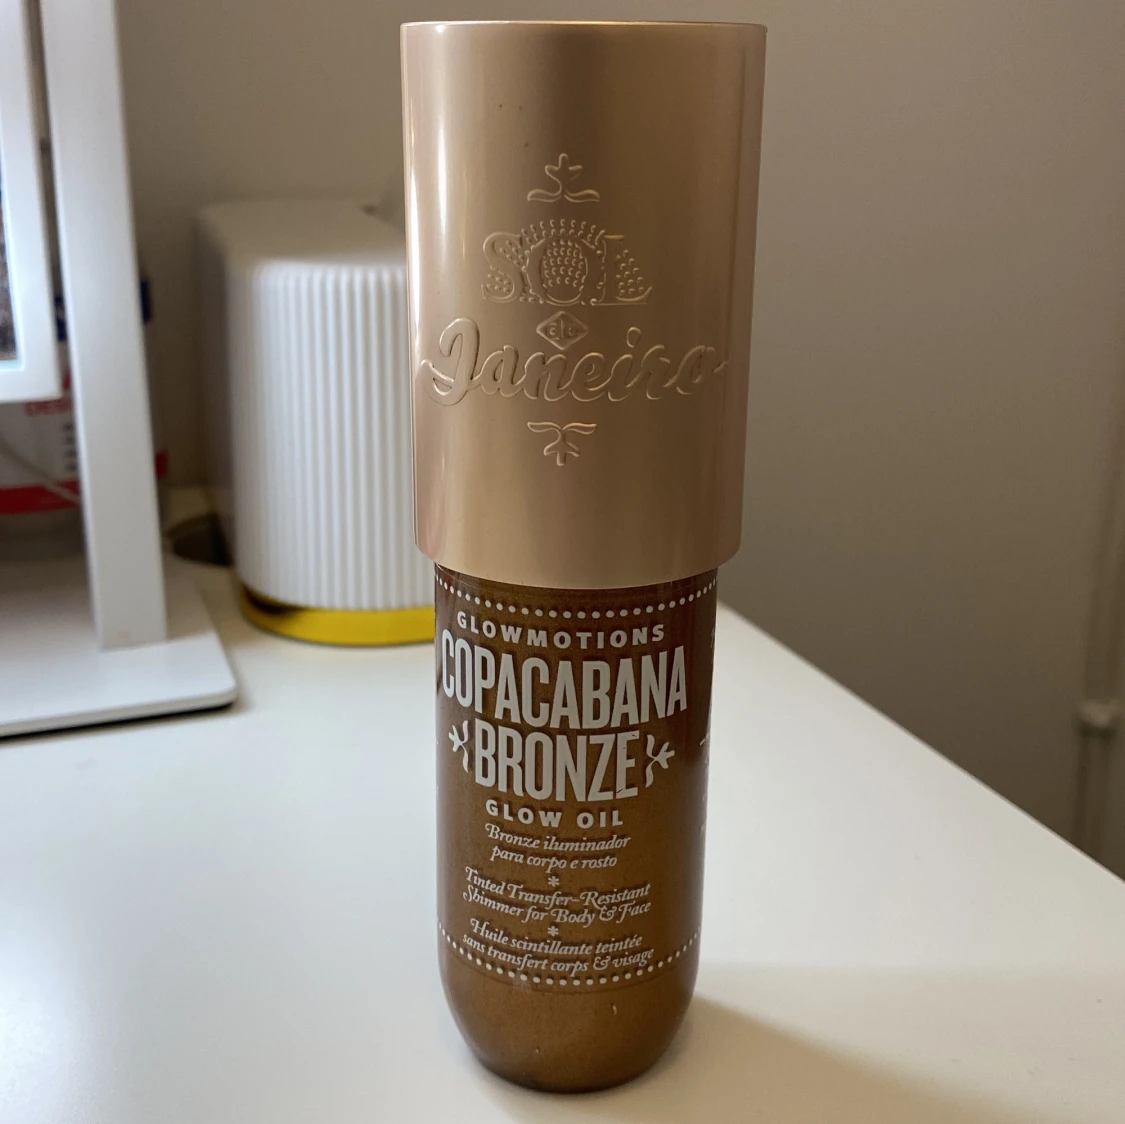 SOL
de
Janeiro
GLOWMOTIONS
COPACABANA
BRONZE
GLOW OIL
Bronze iluminador
para corpo e rosto
*
Tinted Transfer-Resistant
Shimmer for Body & Face
*
Huile scintillante teintée
sans transfert corps & visage